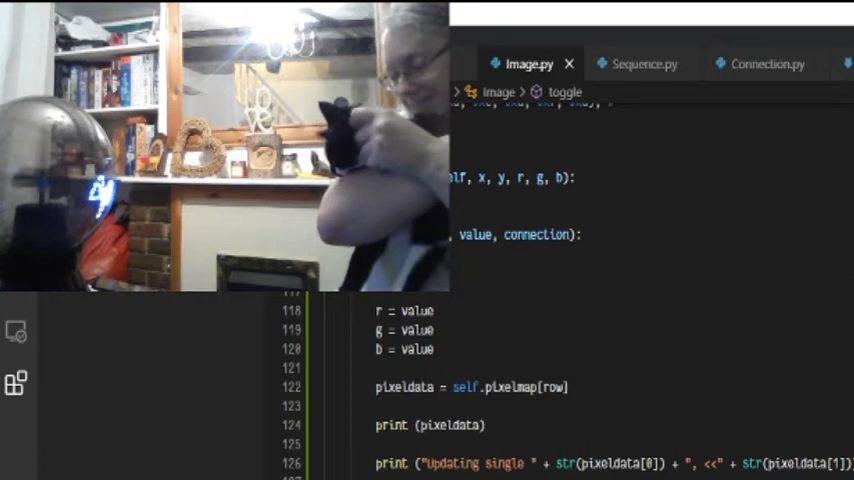 Image.py × Sequence.py Connection.py
> Image > toggle
elf, x, y, r, g, b):
, value, connection):
118 r = value
119 g = value
120 b = value
121
122 pixeldata = self.pixelmap[row]
123
124 print (pixeldata)
125
126 print ("Updating single " + str(pixeldata[0]) + ", <<" + str(pixeldata[1]))